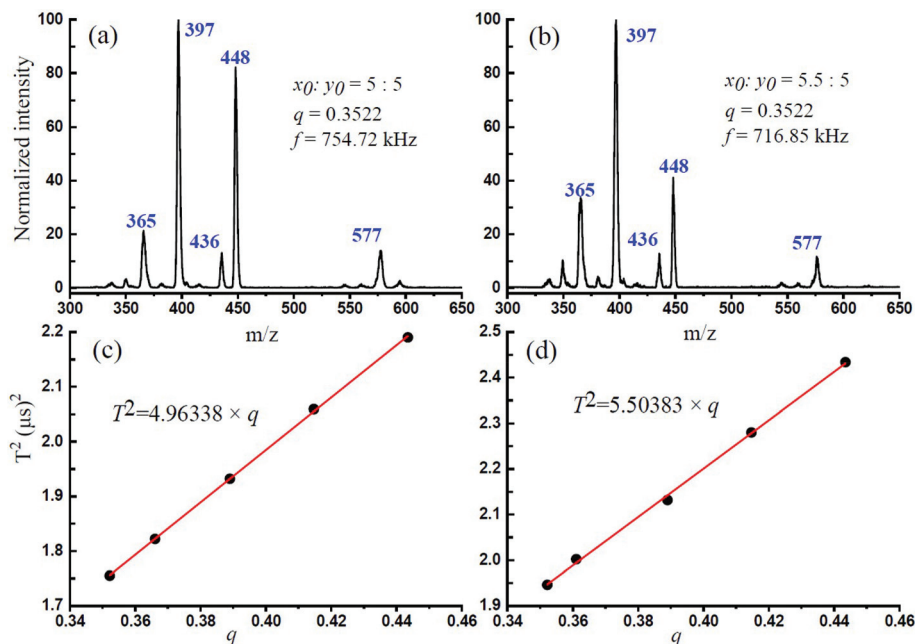 (a)
397
448
x0: y0 = 5 : 5
q = 0.3522
f = 754.72 kHz
365
436
577
Normalized intensity
100
80
60
40
20
0
300 350 400 450 500 550 600 650
m/z
(b)
397
x0: y0 = 5.5 : 5
q = 0.3522
f = 716.85 kHz
448
365
436
577
100
80
60
40
20
0
300 350 400 450 500 550 600 650
m/z
(c)
T²=4.96338 × q
T² (μs)²
2.2
2.1
2.0
1.9
1.8
1.7
0.34 0.36 0.38 0.40 0.42 0.44 0.46
q
(d)
T²=5.50383 × q
2.5
2.4
2.3
2.2
2.1
2.0
1.9
0.34 0.36 0.38 0.40 0.42 0.44 0.46
q